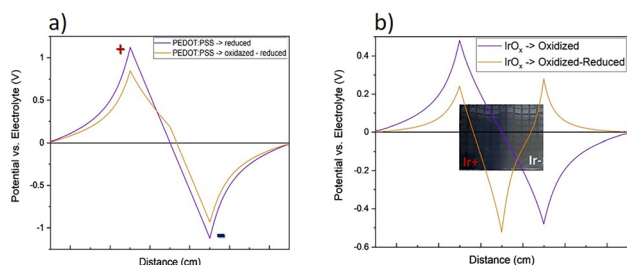 a)
PEDOT:PSS -> reduced
PEDOT:PSS -> oxidazed - reduced
+
-
Potential vs. Electrolyte (V)
1
0.5
0
-0.5
-1
Distance (cm)
b)
IrOx -> Oxidized
IrOx -> Oxidized-Reduced
Ir+
Ir-
Potential vs. Electrolyte (V)
0.4
0.2
0
-0.2
-0.4
-0.6
Distance (cm)